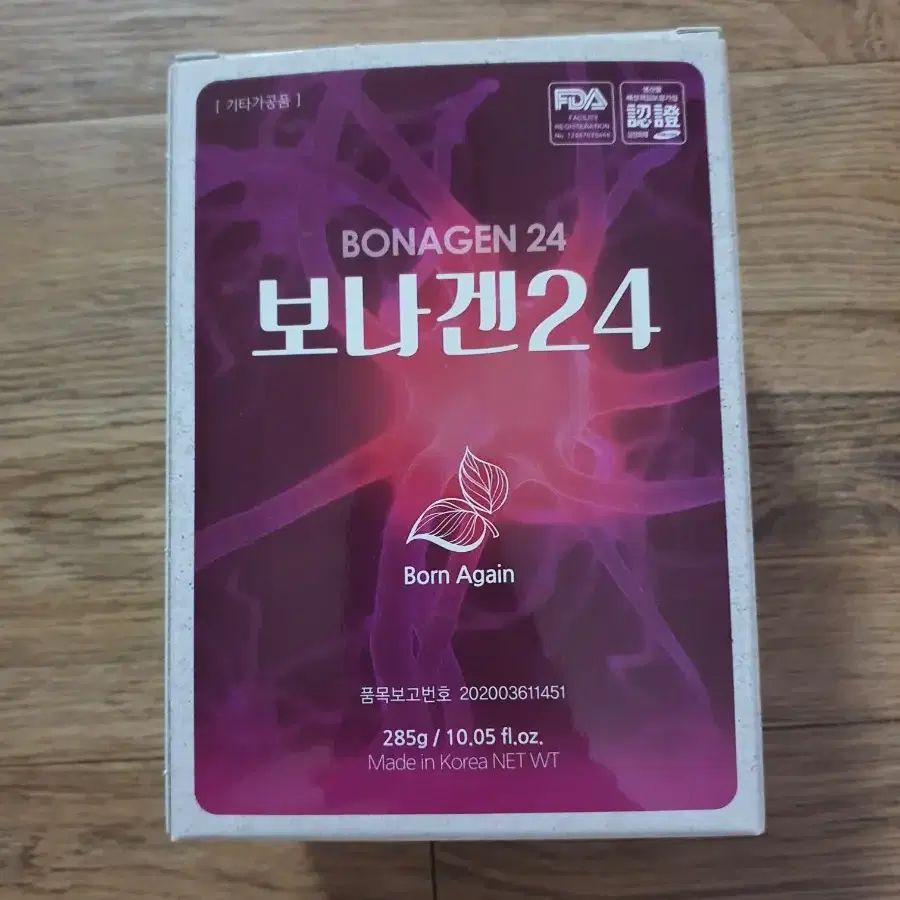 [ 기타가공품 ]
FDA
FACILITY
REGISTERATION
認證
BONAGEN 24
보나겐24
Born Again
품목보고번호 202003611451
285g / 10.05 fl.oz.
Made in Korea NET WT